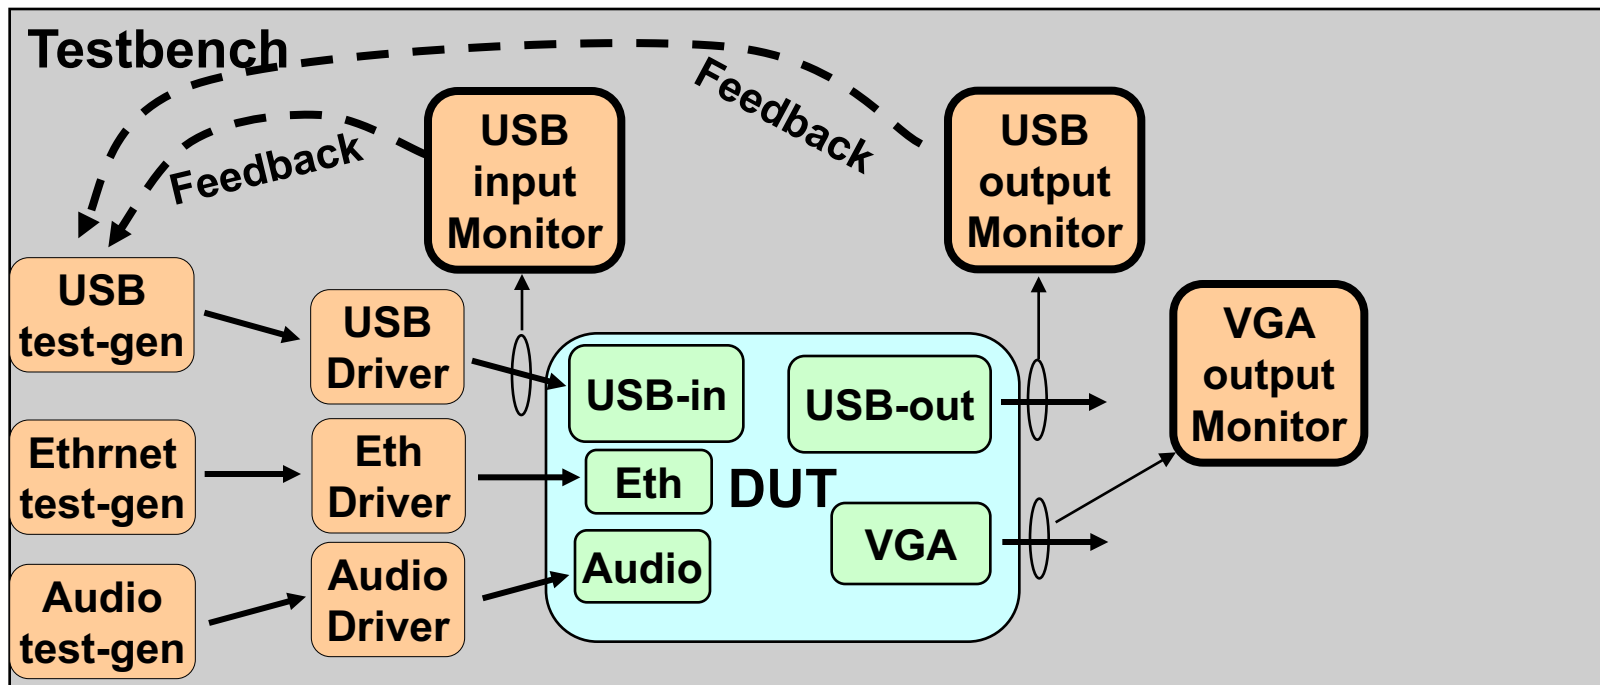 Testbench
Feedback
Feedback
USB
input
Monitor
USB
output
Monitor
USB
test-gen
USB
Driver
VGA
output
Monitor
USB-in
USB-out
Ethrnet
test-gen
Eth
Driver
Eth
DUT
VGA
Audio
test-gen
Audio
Driver
Audio